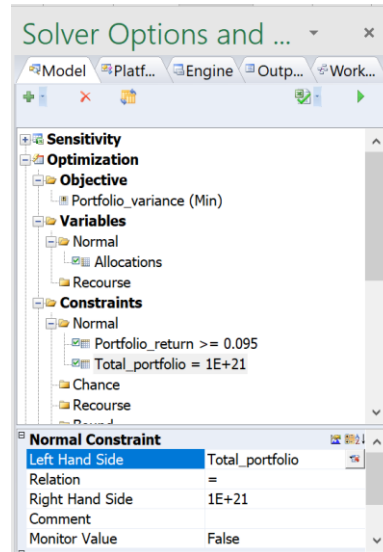 Solver Options and ...
Model Platf... Engine Outp... Work...
Sensitivity
Optimization
Objective
Portfolio_variance (Min)
Variables
Normal
Allocations
Recourse
Constraints
Normal
Portfolio_return >= 0.095
Total_portfolio = 1E+21
Chance
Recourse
Bound
Normal Constraint
Left Hand Side Total_portfolio
Relation =
Right Hand Side 1E+21
Comment
Monitor Value False